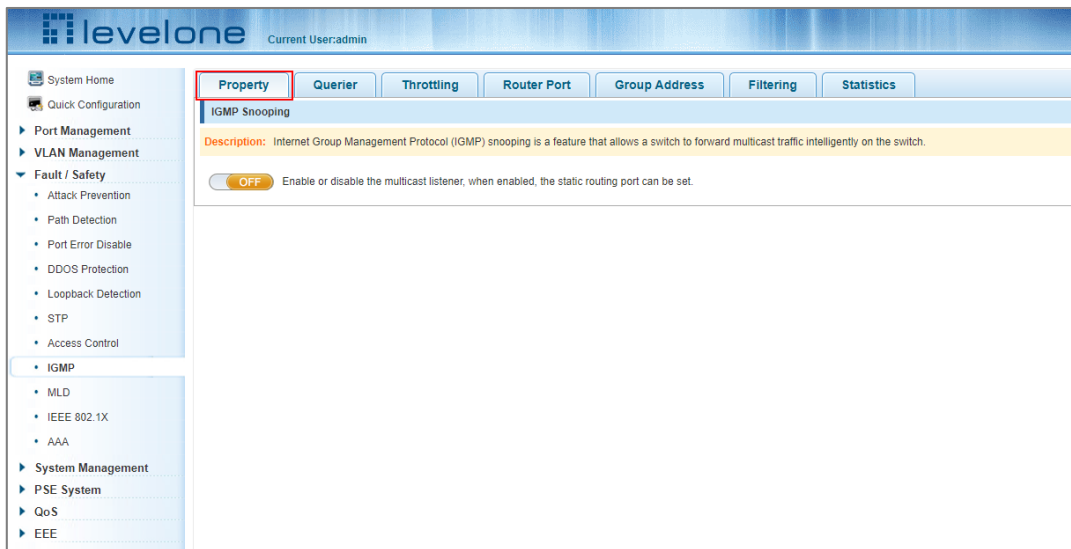 levelone Current User:admin
System Home
Quick Configuration
Port Management
VLAN Management
Fault / Safety
Attack Prevention
Path Detection
Port Error Disable
DDOS Protection
Loopback Detection
STP
Access Control
IGMP
MLD
IEEE 802.1X
AAA
System Management
PSE System
QoS
EEE
Property Querier Throttling Router Port Group Address Filtering Statistics
IGMP Snooping
Description: Internet Group Management Protocol (IGMP) snooping is a feature that allows a switch to forward multicast traffic intelligently on the switch.
OFF Enable or disable the multicast listener, when enabled, the static routing port can be set.